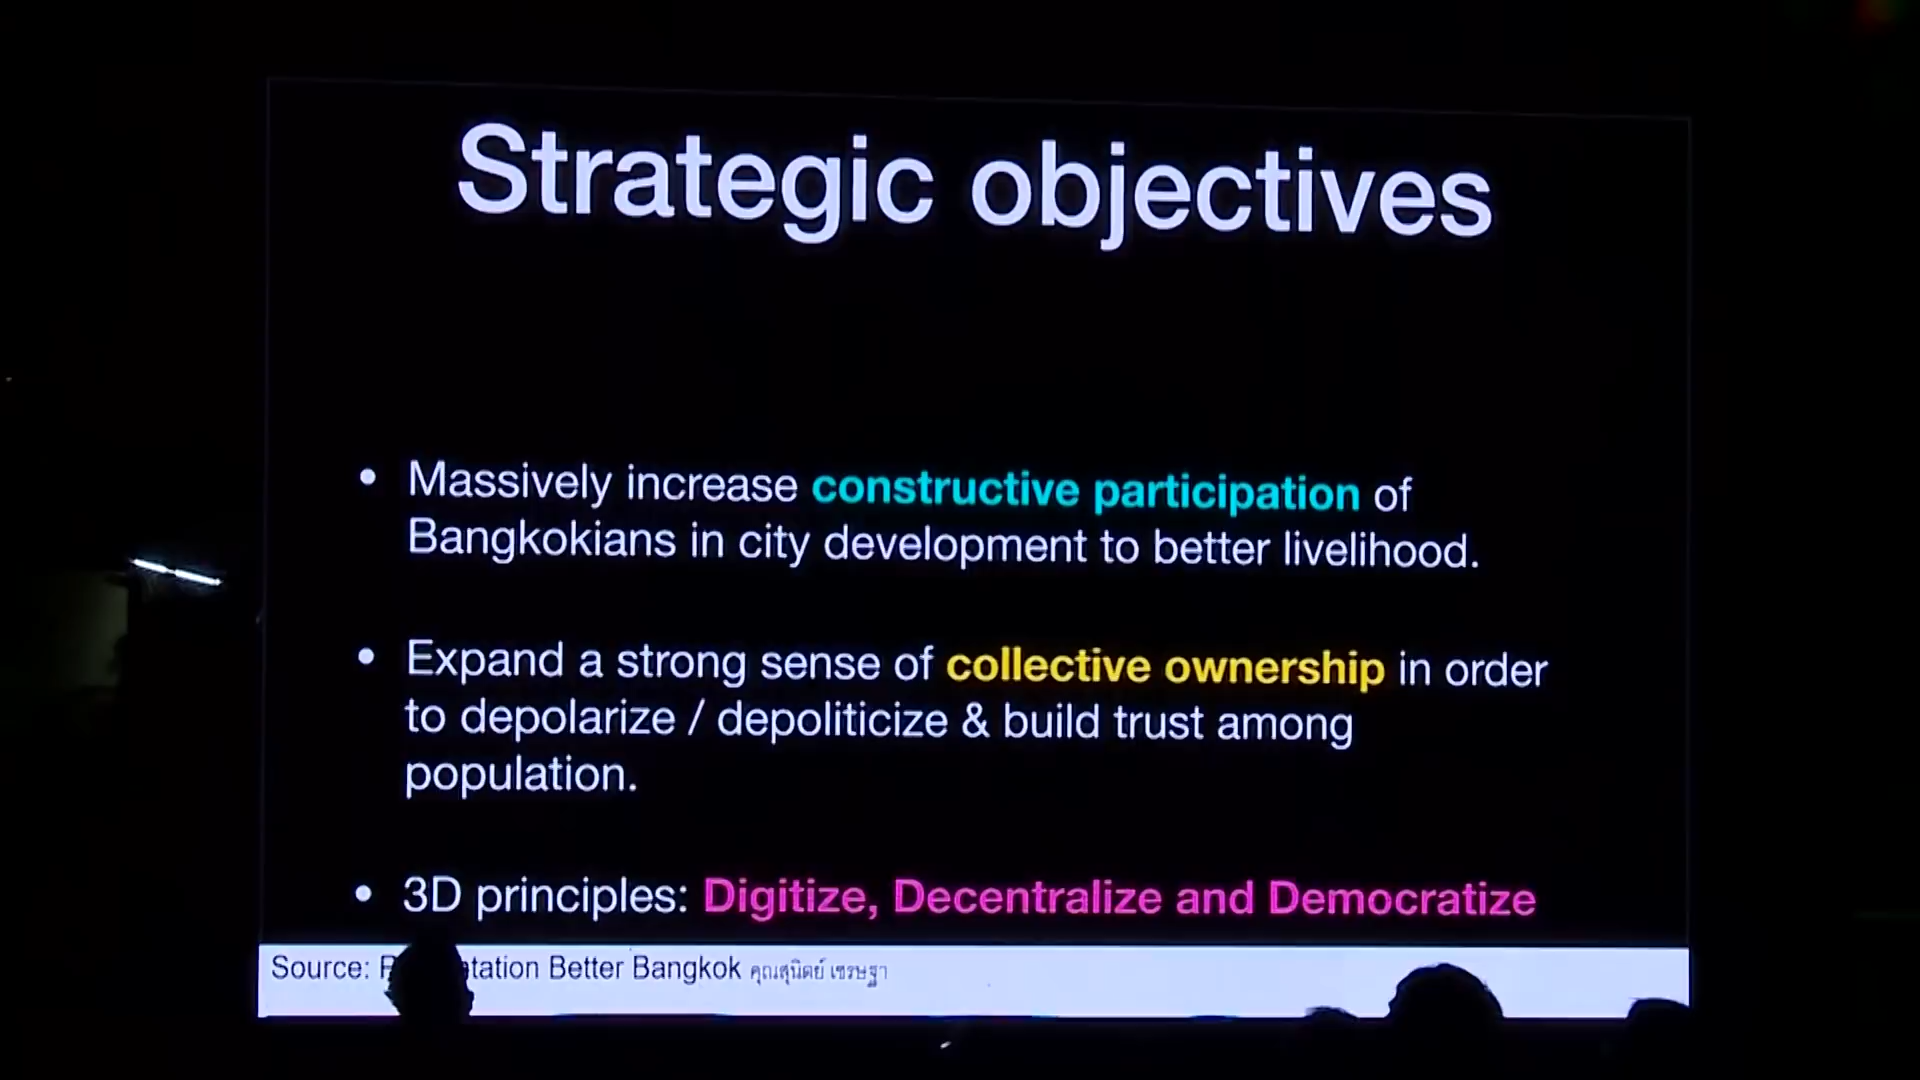 Strategic objectives
• Massively increase constructive participation of
Bangkokians in city development to better livelihood.
• Expand a strong sense of collective ownership in order
to depolarize / depoliticize & build trust among
population.
• 3D principles: Digitize, Decentralize and Democratize
Source: tation Better Bangkok คุณสุนิตย์ เชรษฐา